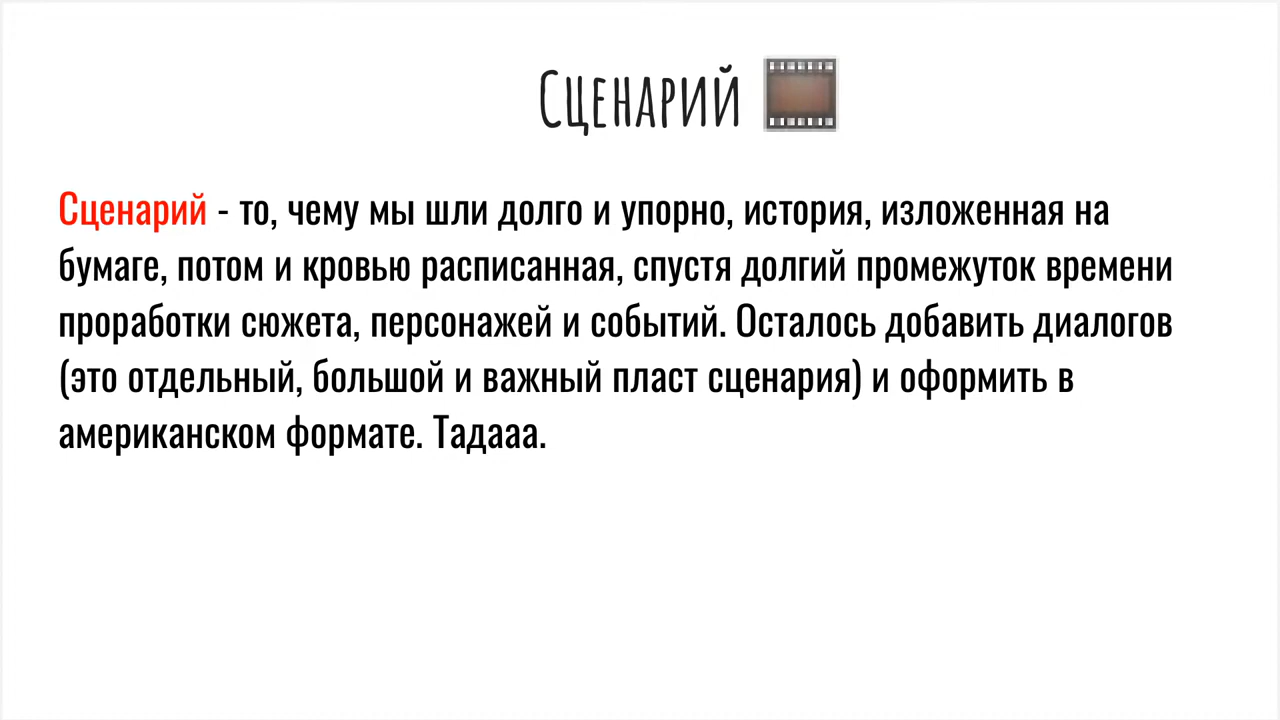 Сценарий
Сценарий - то, чему мы шли долго и упорно, история, изложенная на
бумаге, потом и кровью расписанная, спустя долгий промежуток времени
проработки сюжета, персонажей и событий. Осталось добавить диалогов
(это отдельный, большой и важный пласт сценария) и оформить в
американском формате. Тадааа.